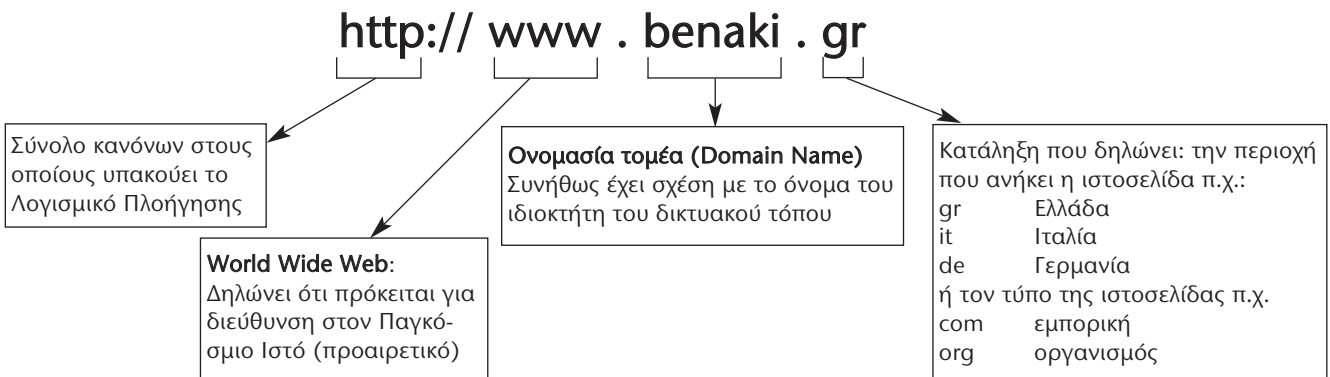 http:// www . benaki . gr
Σύνολο κανόνων στους
οποίους υπακούει το
Λογισμικό Πλοήγησης
World Wide Web:
Δηλώνει ότι πρόκειται για
διεύθυνση στον Παγκό-
σμιο Ιστό (προαιρετικό)
Ονομασία τομέα (Domain Name)
Συνήθως έχει σχέση με το όνομα του
ιδιοκτήτη του δικτυακού τόπου
Κατάληξη που δηλώνει: την περιοχή
που ανήκει η ιστοσελίδα π.χ.:
gr Ελλάδα
it Ιταλία
de Γερμανία
ή τον τύπο της ιστοσελίδας π.χ.
com εμπορική
org οργανισμός